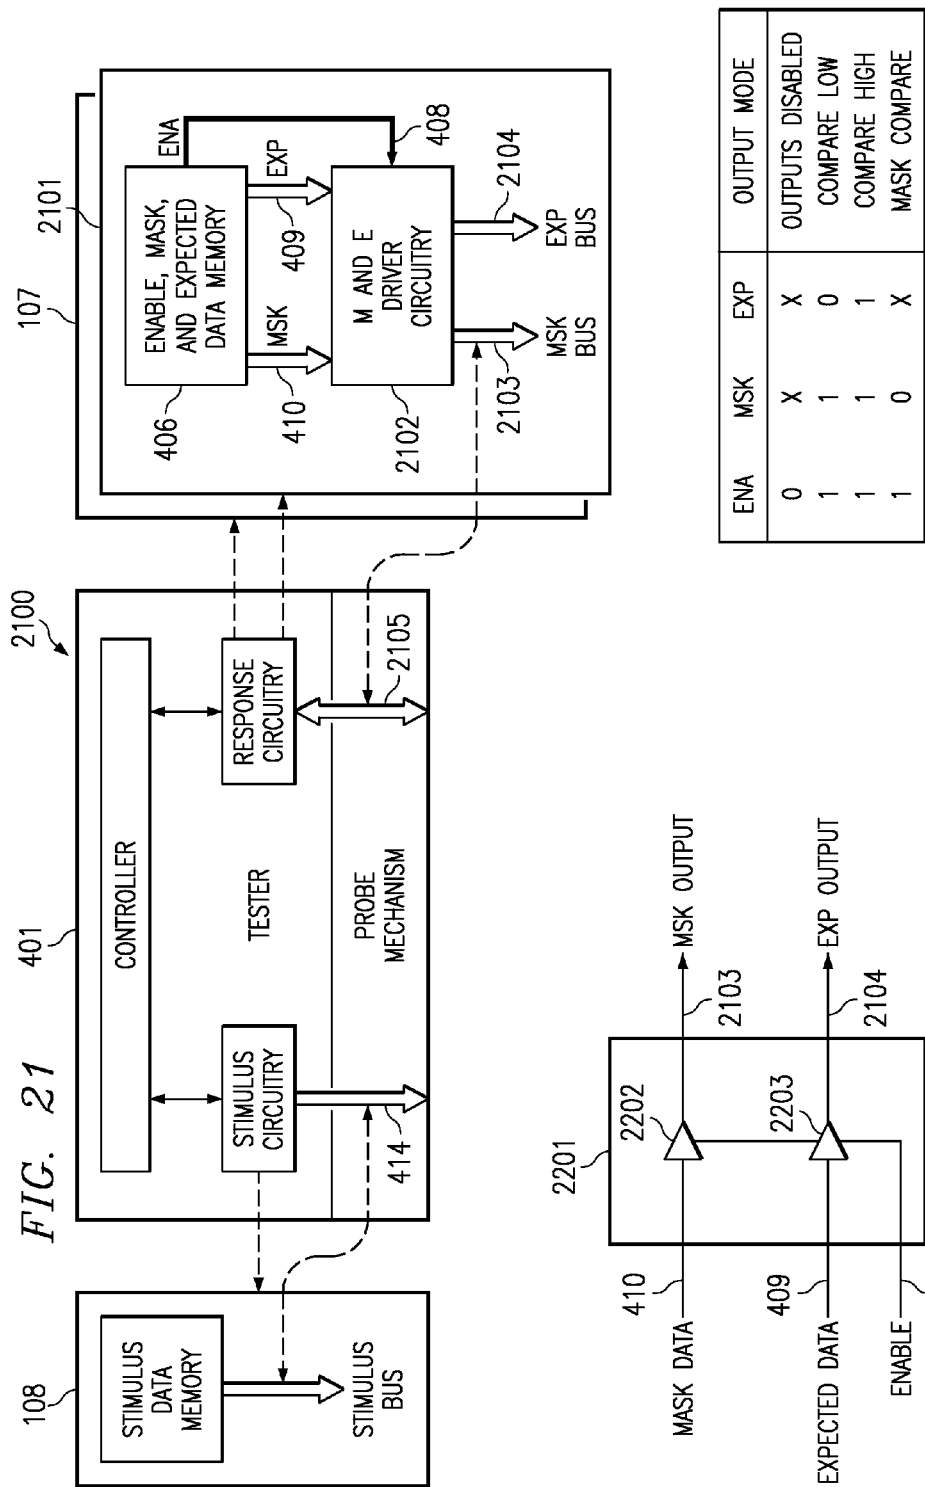 FIG. 21
108
STIMULUS
DATA
MEMORY
STIMULUS
BUS
401
2100
CONTROLLER
STIMULUS
CIRCUITRY
TESTER
RESPONSE
CIRCUITRY
414
PROBE
MECHANISM
2105
107
2101
ENABLE, MASK,
AND EXPECTED
DATA MEMORY
ENA
406
MSK
EXP
410
409
408
M AND E
DRIVER
CIRCUITRY
2102
2103
2104
MSK
BUS
EXP
BUS
2201
MASK DATA
410
2202
2103
MSK OUTPUT
EXPECTED DATA
409
2203
2104
EXP OUTPUT
ENABLE
ENA MSK EXP OUTPUT MODE
0 X X OUTPUTS DISABLED
1 1 0 COMPARE LOW
1 1 1 COMPARE HIGH
1 0 X MASK COMPARE